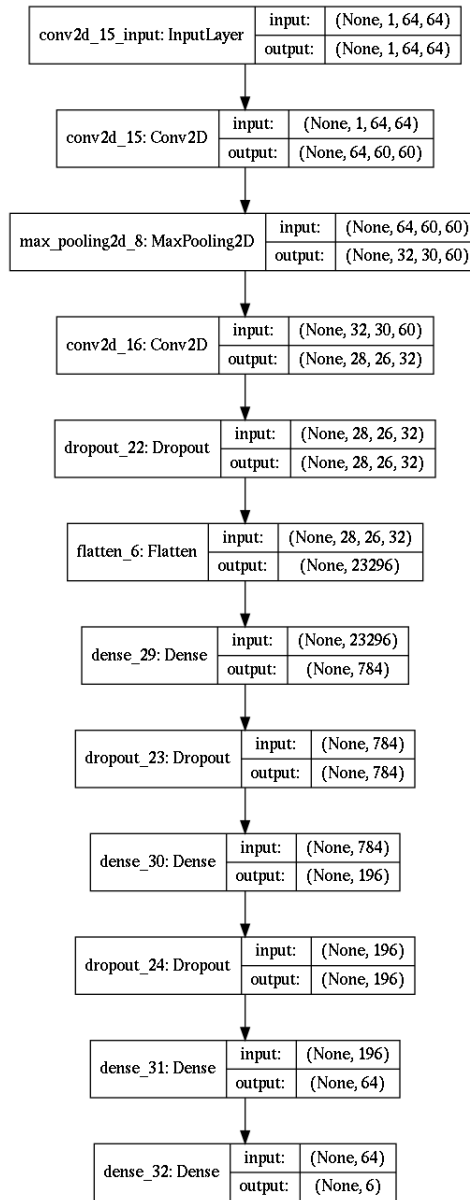 conv2d_15_input: InputLayer
input: (None, 1, 64, 64)
output: (None, 1, 64, 64)
conv2d_15: Conv2D
input: (None, 1, 64, 64)
output: (None, 64, 60, 60)
max_pooling2d_8: MaxPooling2D
input: (None, 64, 60, 60)
output: (None, 32, 30, 60)
conv2d_16: Conv2D
input: (None, 32, 30, 60)
output: (None, 28, 26, 32)
dropout_22: Dropout
input: (None, 28, 26, 32)
output: (None, 28, 26, 32)
flatten_6: Flatten
input: (None, 28, 26, 32)
output: (None, 23296)
dense_29: Dense
input: (None, 23296)
output: (None, 784)
dropout_23: Dropout
input: (None, 784)
output: (None, 784)
dense_30: Dense
input: (None, 784)
output: (None, 196)
dropout_24: Dropout
input: (None, 196)
output: (None, 196)
dense_31: Dense
input: (None, 196)
output: (None, 64)
dense_32: Dense
input: (None, 64)
output: (None, 6)